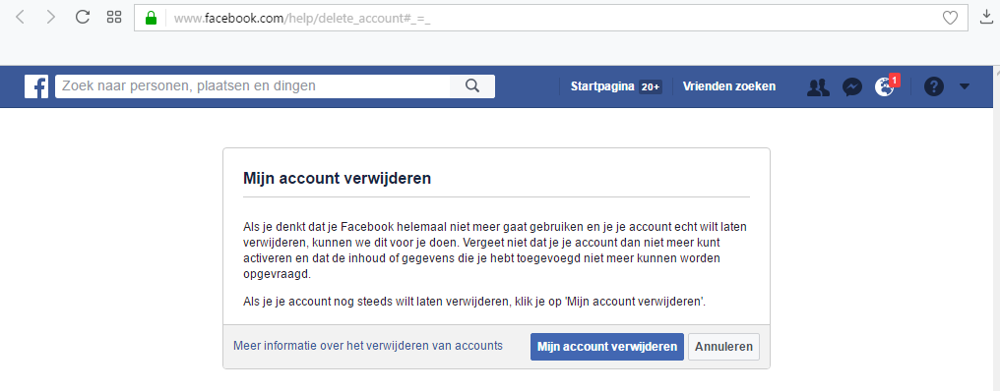 www.facebook.com/help/delete_account#_=_
f Zoek naar personen, plaatsen en dingen Startpagina 20+ Vrienden zoeken 1 ?
Mijn account verwijderen
Als je denkt dat je Facebook helemaal niet meer gaat gebruiken en je je account echt wilt laten
verwijderen, kunnen we dit voor je doen. Vergeet niet dat je je account dan niet meer kunt
activeren en dat de inhoud of gegevens die je hebt toegevoegd niet meer kunnen worden
opgevraagd.
Als je je account nog steeds wilt laten verwijderen, klik je op 'Mijn account verwijderen'.
Meer informatie over het verwijderen van accounts Mijn account verwijderen Annuleren